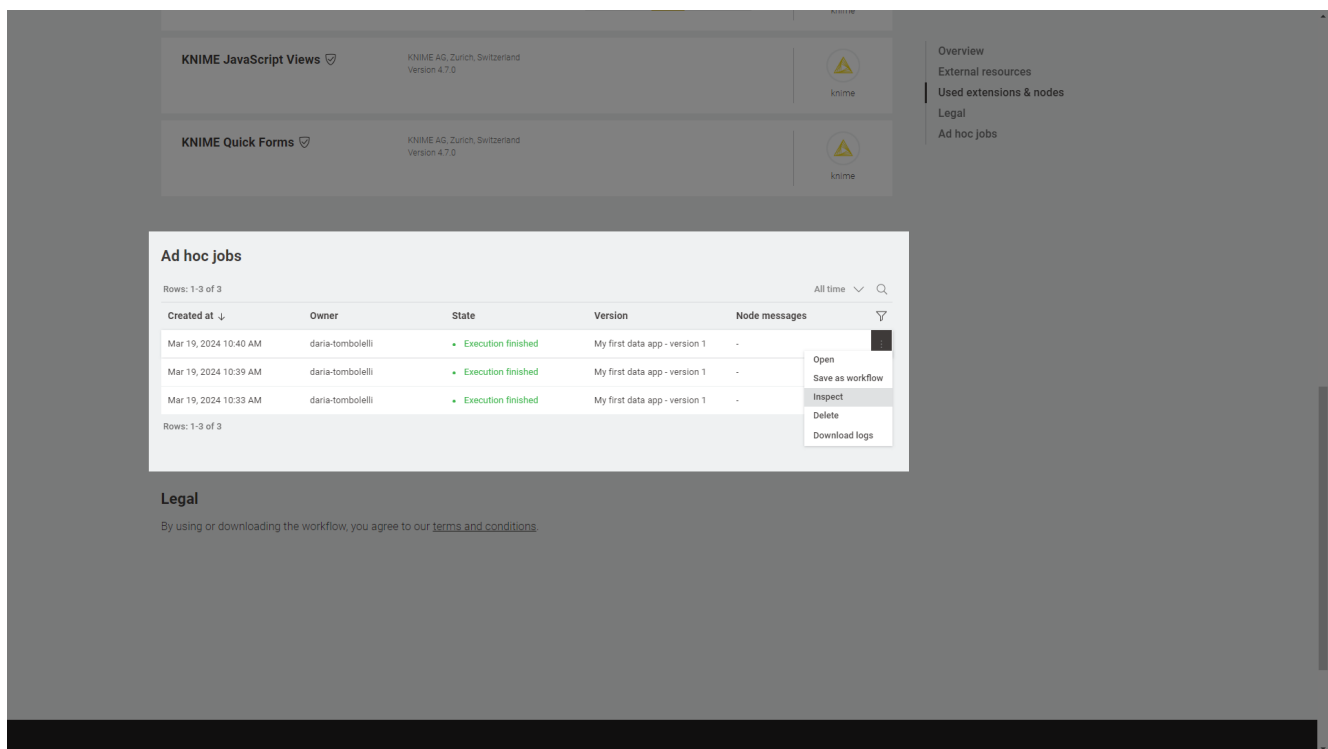 knime
KNIME JavaScript Views
KNIME AG, Zurich, Switzerland
Version 4.7.0
knime
KNIME Quick Forms
KNIME AG, Zurich, Switzerland
Version 4.7.0
knime
Overview
External resources
Used extensions & nodes
Legal
Ad hoc jobs
Ad hoc jobs
Rows: 1-3 of 3
All time
Created at ↓ Owner State Version Node messages
Mar 19, 2024 10:40 AM daria-tombolelli • Execution finished My first data app - version 1 -
Mar 19, 2024 10:39 AM daria-tombolelli • Execution finished My first data app - version 1 -
Mar 19, 2024 10:33 AM daria-tombolelli • Execution finished My first data app - version 1 -
Rows: 1-3 of 3
Open
Save as workflow
Inspect
Delete
Download logs
Legal
By using or downloading the workflow, you agree to our terms and conditions.